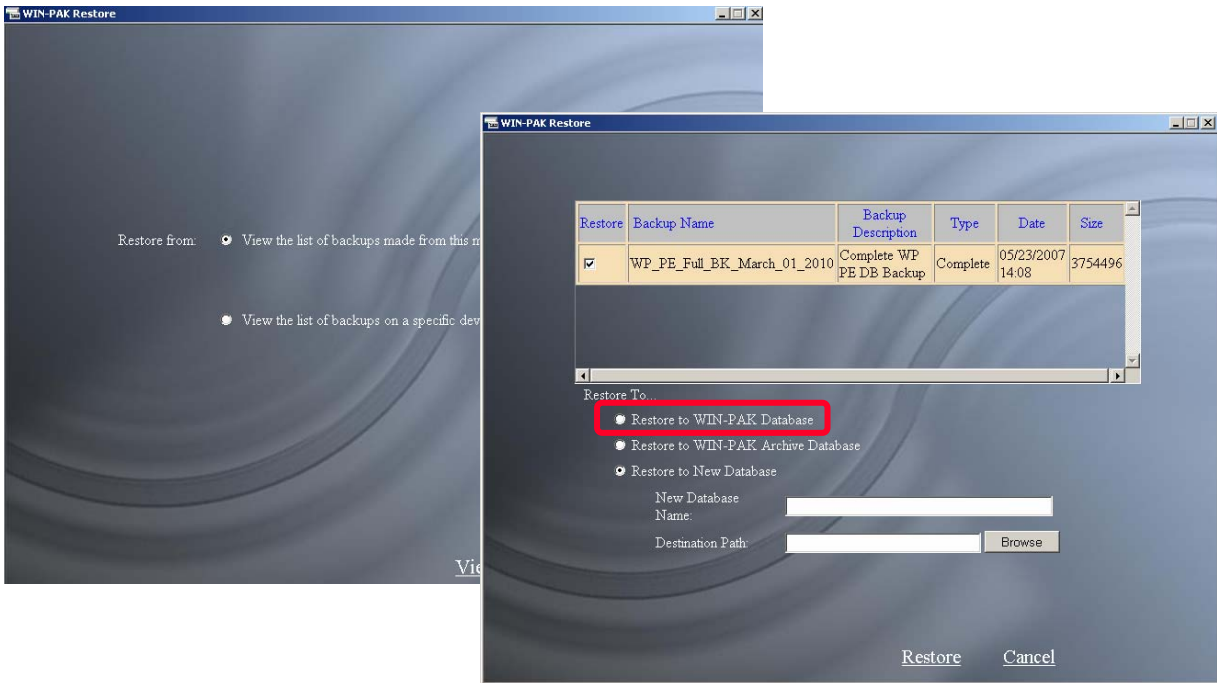 WIN-PAK Restore
Restore from:
View the list of backups made from this m
View the list of backups on a specific dev
Vie
WIN-PAK Restore
Restore Backup Name Backup Description Type Date Size
WP_PE_Full_BK_March_01_2010 Complete WP PE DB Backup Complete 05/23/2007 14:08 3754496
Restore To...
Restore to WIN-PAK Database
Restore to WIN-PAK Archive Database
Restore to New Database
New Database
Name:
Destination Path: Browse
Restore Cancel